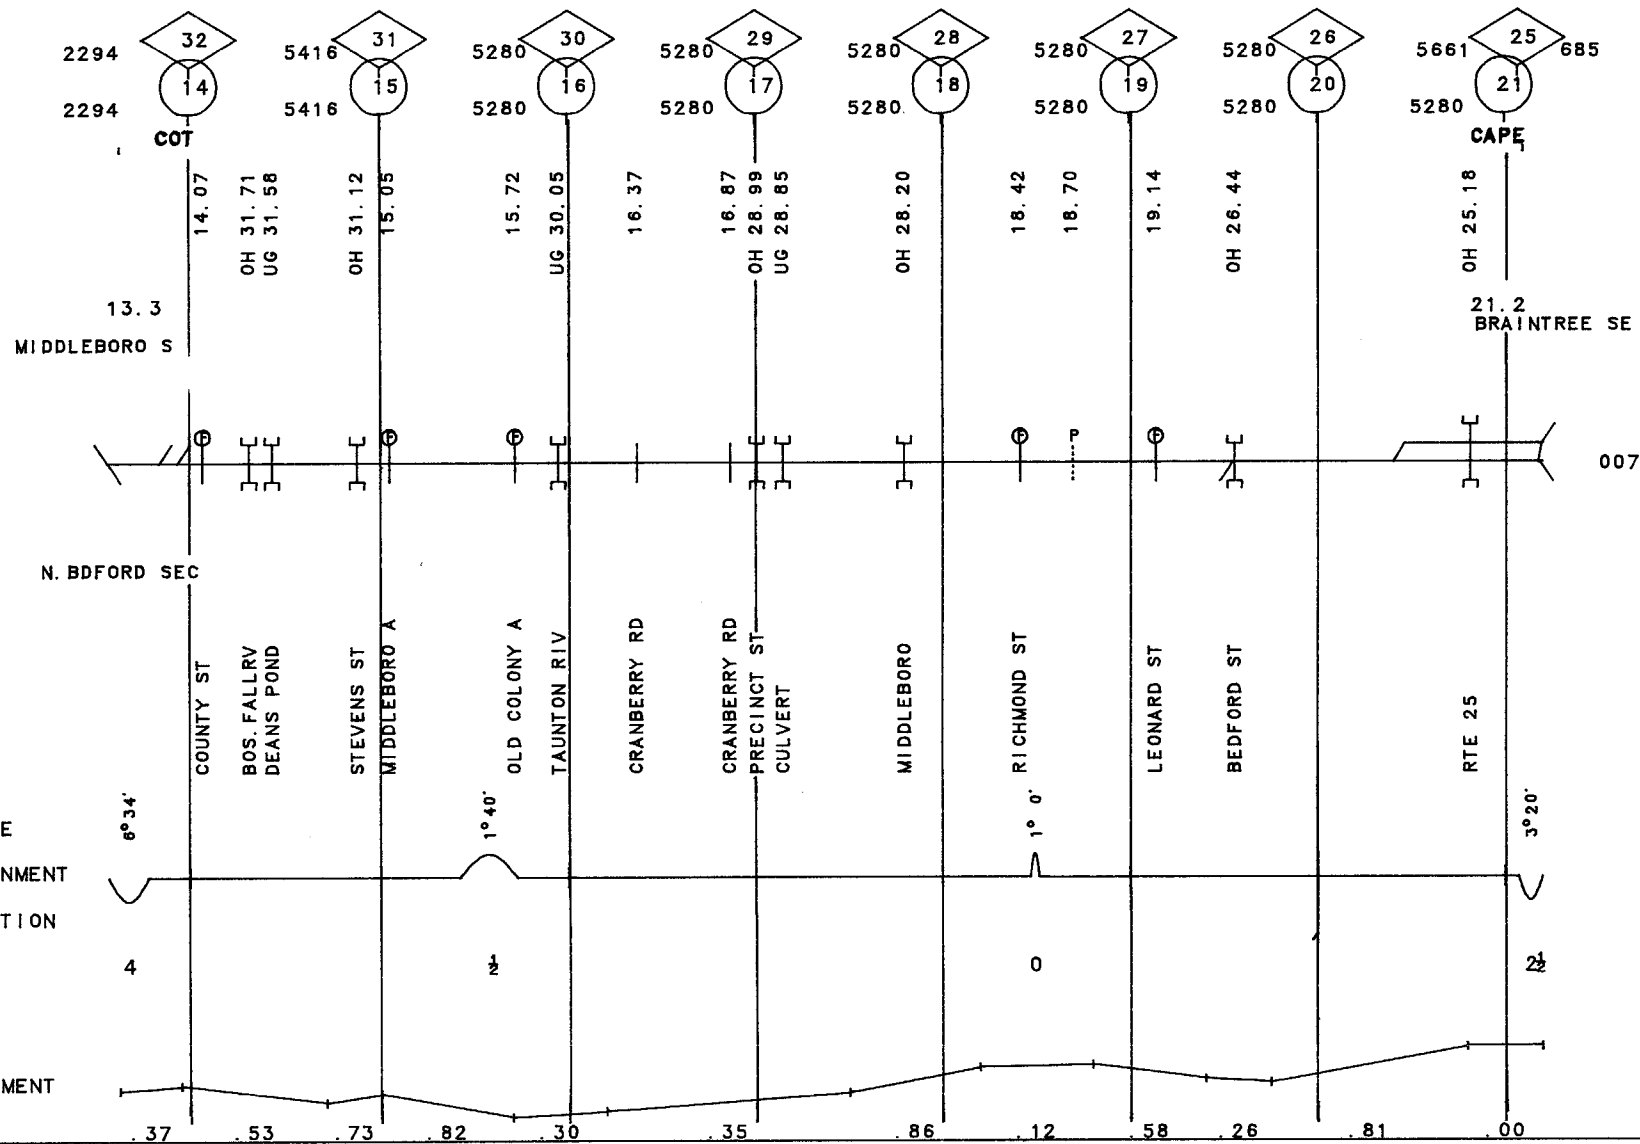 32 31 30 29 28 27 26 25
2294 5416 5280 5280 5280 5280 5280 5661 685
14 15 16 17 18 19 20 21
2294 5416 5280 5280 5280 5280 5280 5280
COT CAPE
14.07
OH 31.71
UG 31.58
OH 31.12
15.05
15.72
UG 30.05
16.37
16.87
OH 28.99
UG 28.85
OH 28.20
18.42
18.70
19.14
OH 26.44
OH 25.18
13.3 21.2
BRAINTREE SE
MIDDLEBORO S
F F F F P F
007
N.BDFORD SEC
COUNTY ST
BOS.FALLRV
DEANS POND
STEVENS ST
MIDDLEBORO A
OLD COLONY A
TAUNTON RIV
CRANBERRY RD
CRANBERRY RD
PRECINCT ST
CULVERT
MIDDLEBORO
RICHMOND ST
LEONARD ST
BEDFORD ST
RTE 25
E 6°34' 1°40' 1° 0' 3°20'
NMENT
TION
4 ½ 0 2½
MENT
.37 .53 .73 .82 .30 .35 .86 .12 .58 .26 .81 .00